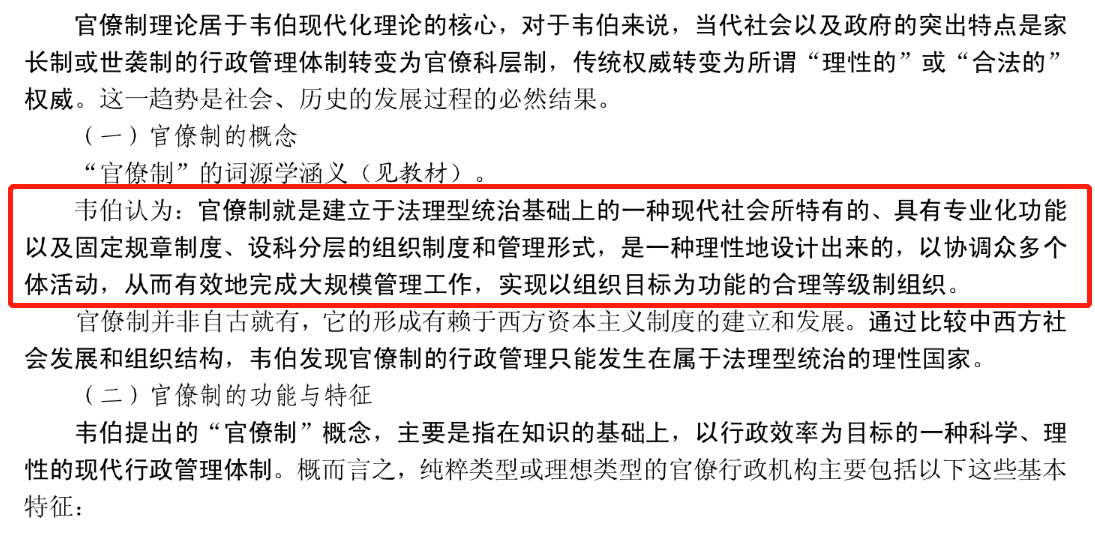 官僚制理论居于韦伯现代化理论的核心，对于韦伯来说，当代社会以及政府的突出特点是家
长制或世袭制的行政管理体制转变为官僚科层制，传统权威转变为所谓“理性的”或“合法的”
权威。这一趋势是社会、历史的发展过程的必然结果。
（一）官僚制的概念
“官僚制”的词源学涵义（见教材）。
韦伯认为：官僚制就是建立于法理型统治基础上的一种现代社会所特有的、具有专业化功能
以及固定规章制度、设科分层的组织制度和管理形式，是一种理性地设计出来的，以协调众多个
体活动，从而有效地完成大规模管理工作，实现以组织目标为功能的合理等级制组织。
官僚制并非自古就有，它的形成有赖于西方资本主义制度的建立和发展。通过比较中西方社
会发展和组织结构，韦伯发现官僚制的行政管理只能发生在属于法理型统治的理性国家。
（二）官僚制的功能与特征
韦伯提出的“官僚制”概念，主要是指在知识的基础上，以行政效率为目标的一种科学、理
性的现代行政管理体制。概而言之，纯粹类型或理想类型的官僚行政机构主要包括以下这些基本
特征：